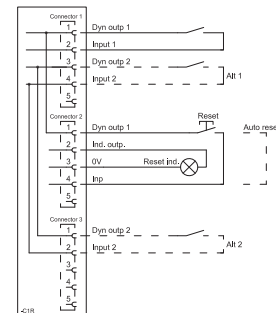 Connector 1
1 Dyn outp 1
2 Input 1
3 Dyn outp 2
4 Input 2
Alt 1
5
Connector 2
Reset
1 Dyn outp 1
Auto rese
2 Ind. outp.
3 0V Reset ind.
4 Inp
5
Connector 3
1 Dyn outp 2
2 Input 2
Alt 2
3
4
5
-C1R